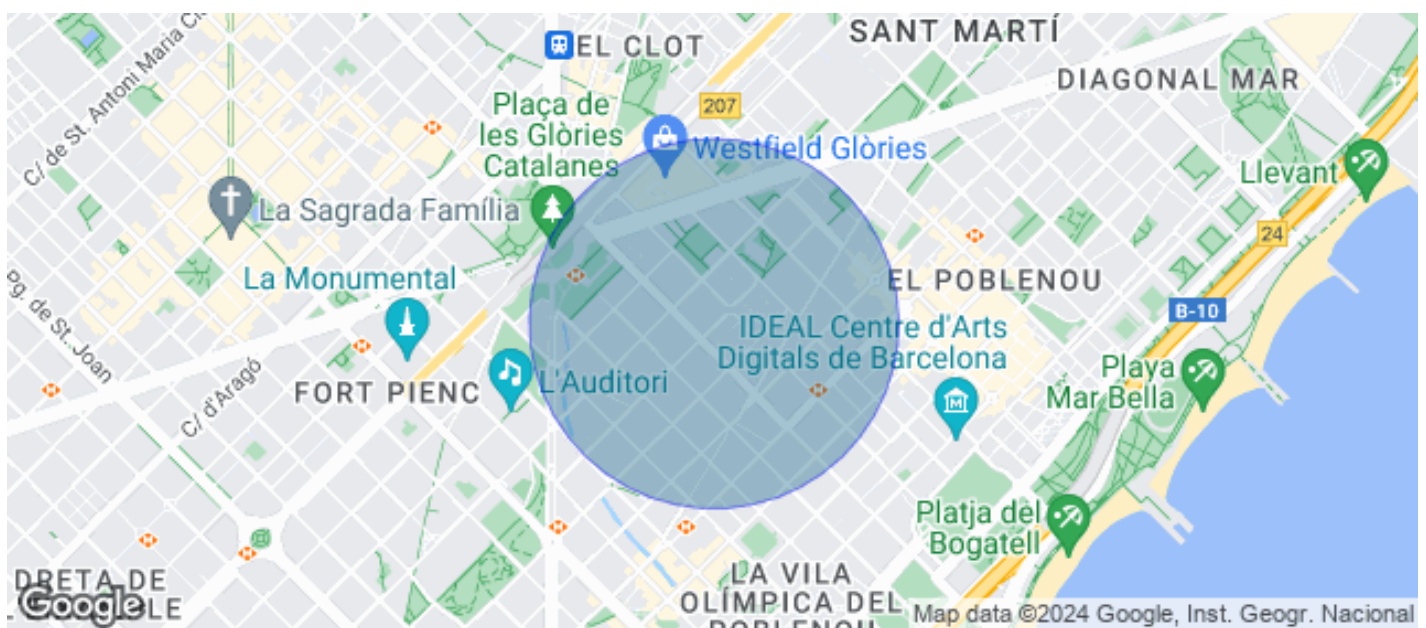 SANT MARTÍ
EL CLOT
DIAGONAL MAR
C/ de St. Antoni Maria Cl
207
Plaça de
les Glòries
Catalanes
Westfield Glòries
Llevant
La Sagrada Família
24
La Monumental
EL POBLENOU
B-10
Pg. de St. Joan
IDEAL Centre d'Arts
Digitals de Barcelona
C/ d'Aragó
FORT PIENC
L'Auditori
Playa
Mar Bella
Platja del
Bogatell
DRETA DE
LA VILA
OLÍMPICA DEL
POBLENOU
Google
Map data ©2024 Google, Inst. Geogr. Nacional